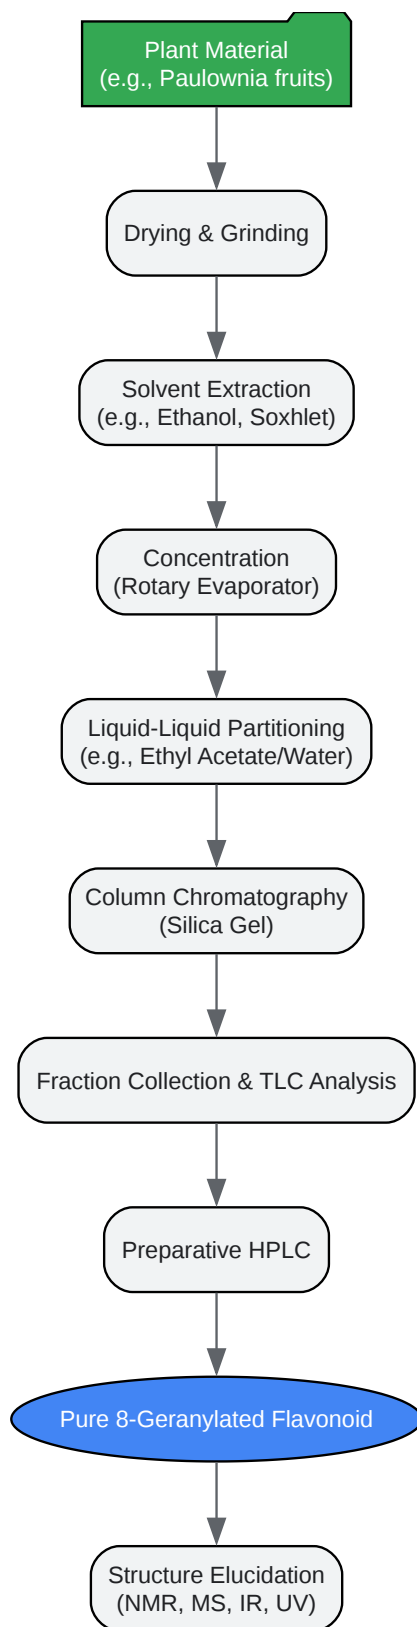 Plant Material
(e.g., Paulownia fruits)
Drying & Grinding
Solvent Extraction
(e.g., Ethanol, Soxhlet)
Concentration
(Rotary Evaporator)
Liquid-Liquid Partitioning
(e.g., Ethyl Acetate/Water)
Column Chromatography
(Silica Gel)
Fraction Collection & TLC Analysis
Preparative HPLC
Pure 8-Geranylated Flavonoid
Structure Elucidation
(NMR, MS, IR, UV)